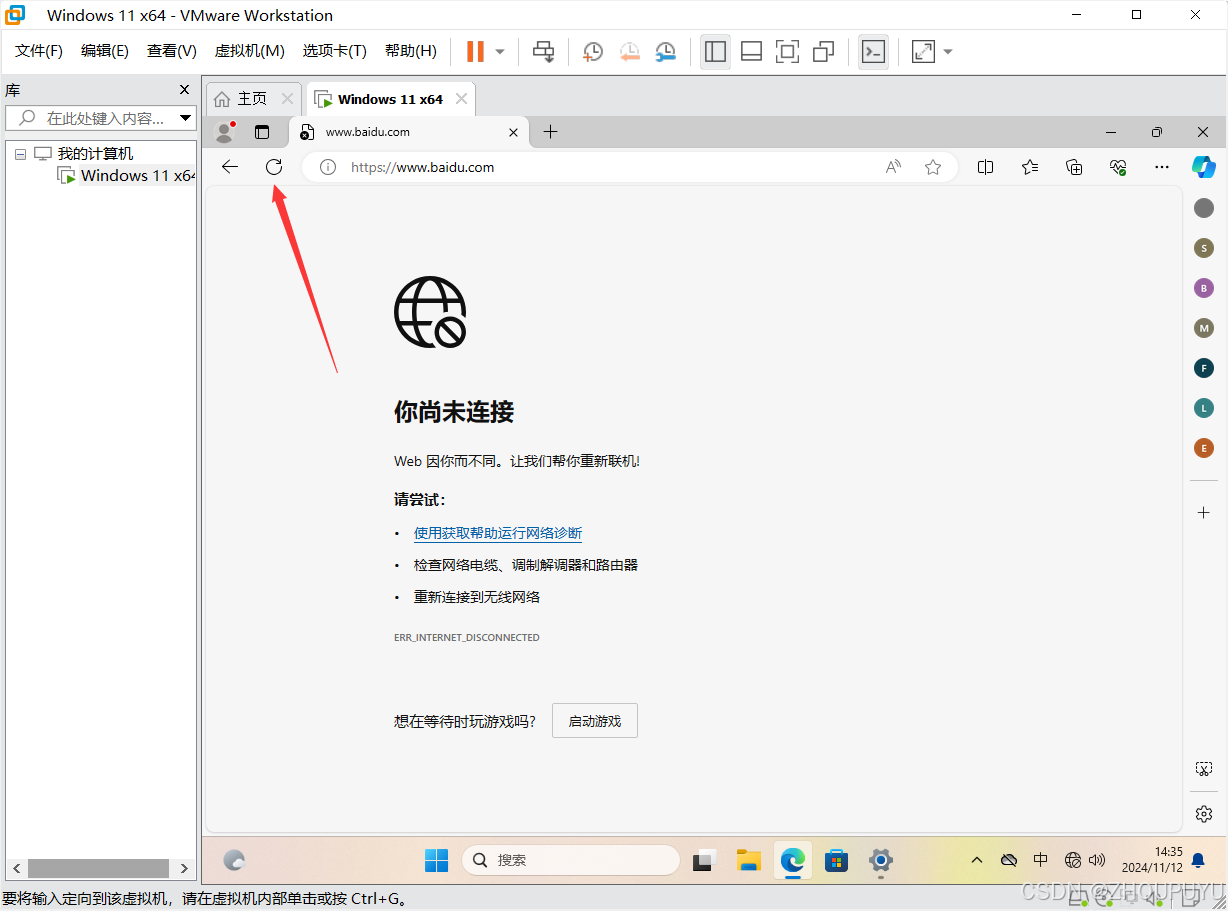 Windows 11 x64 - VMware Workstation
文件(F) 编辑(E) 查看(V) 虚拟机(M) 选项卡(T) 帮助(H)
库
在此处键入内容...
我的计算机
Windows 11 x64
主页
Windows 11 x64
www.baidu.com
https://www.baidu.com
S
B
M
F
L
E
你尚未连接
Web 因你而不同。让我们帮你重新联机!
请尝试:
• 使用获取帮助运行网络诊断
• 检查网络电缆、调制解调器和路由器
• 重新连接到无线网络
ERR_INTERNET_DISCONNECTED
想在等待时玩游戏吗?
启动游戏
搜索
中
14:35
2024/11/12
要将输入定向到该虚拟机，请在虚拟机内部单击或按 Ctrl+G。
CSDN @ZHOUPUYU